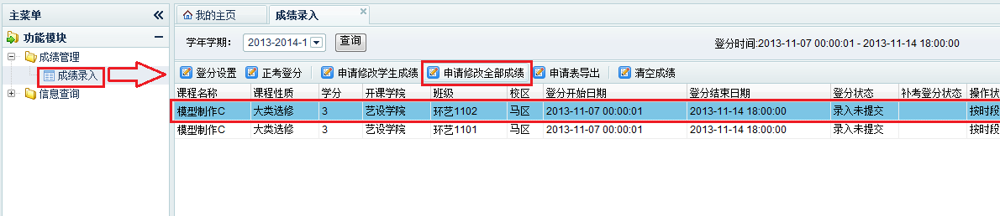 主菜单
我的主页 成绩录入
功能模块
学年学期: 2013-2014-1 查询 登分时间:2013-11-07 00:00:01 - 2013-11-14 18:00:00
成绩管理
成绩录入
信息查询
登分设置 正考登分 申请修改学生成绩 申请修改全部成绩 申请表导出 清空成绩
课程名称 课程性质 学分 开课学院 班级 校区 登分开始日期 登分结束日期 登分状态 补考登分状态 操作状
模型制作C 大类选修 3 艺设学院 环艺1102 马区 2013-11-07 00:00:01 2013-11-14 18:00:00 录入未提交 按时段
模型制作C 大类选修 3 艺设学院 环艺1101 马区 2013-11-07 00:00:01 2013-11-14 18:00:00 录入未提交 按时段